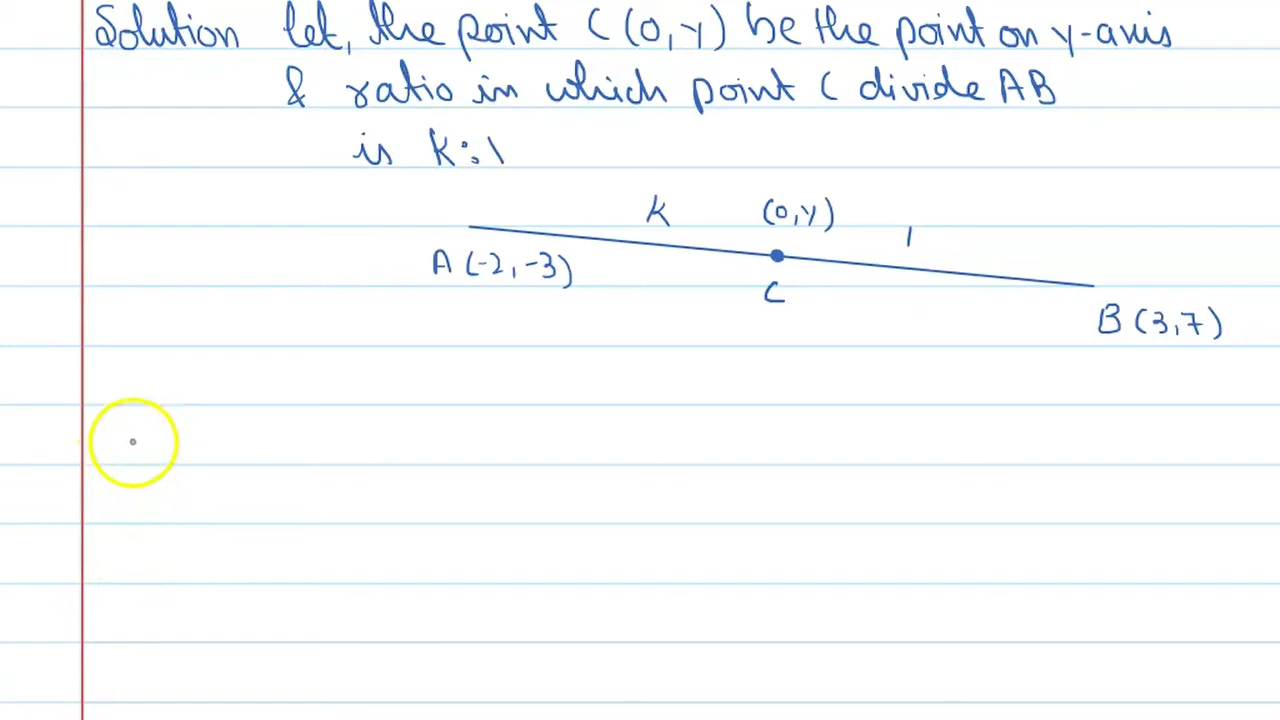 Solution let, the point C (0,y) be the point on y-axis
& ratio in which point C divide AB
is K:1
K (0,y) 1
A (-2,-3)
C
B (3,7)